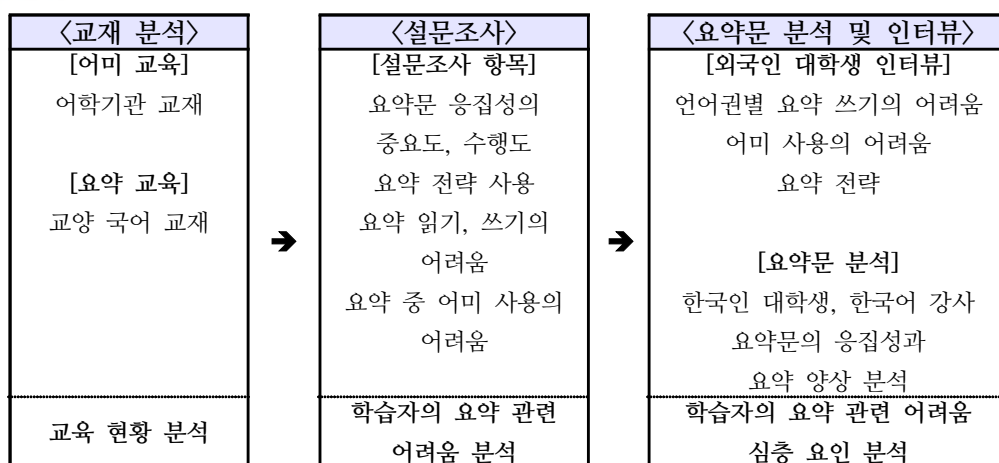 〈교재 분석〉
[어미 교육]
어학기관 교재
[요약 교육]
교양 국어 교재
교육 현황 분석
➔
〈설문조사〉
[설문조사 항목]
요약문 응집성의
중요도, 수행도
요약 전략 사용
요약 읽기, 쓰기의
어려움
요약 중 어미 사용의
어려움
학습자의 요약 관련
어려움 분석
➔
〈요약문 분석 및 인터뷰〉
[외국인 대학생 인터뷰]
언어권별 요약 쓰기의 어려움
어미 사용의 어려움
요약 전략
[요약문 분석]
한국인 대학생, 한국어 강사
요약문의 응집성과
요약 양상 분석
학습자의 요약 관련 어려움
심층 요인 분석